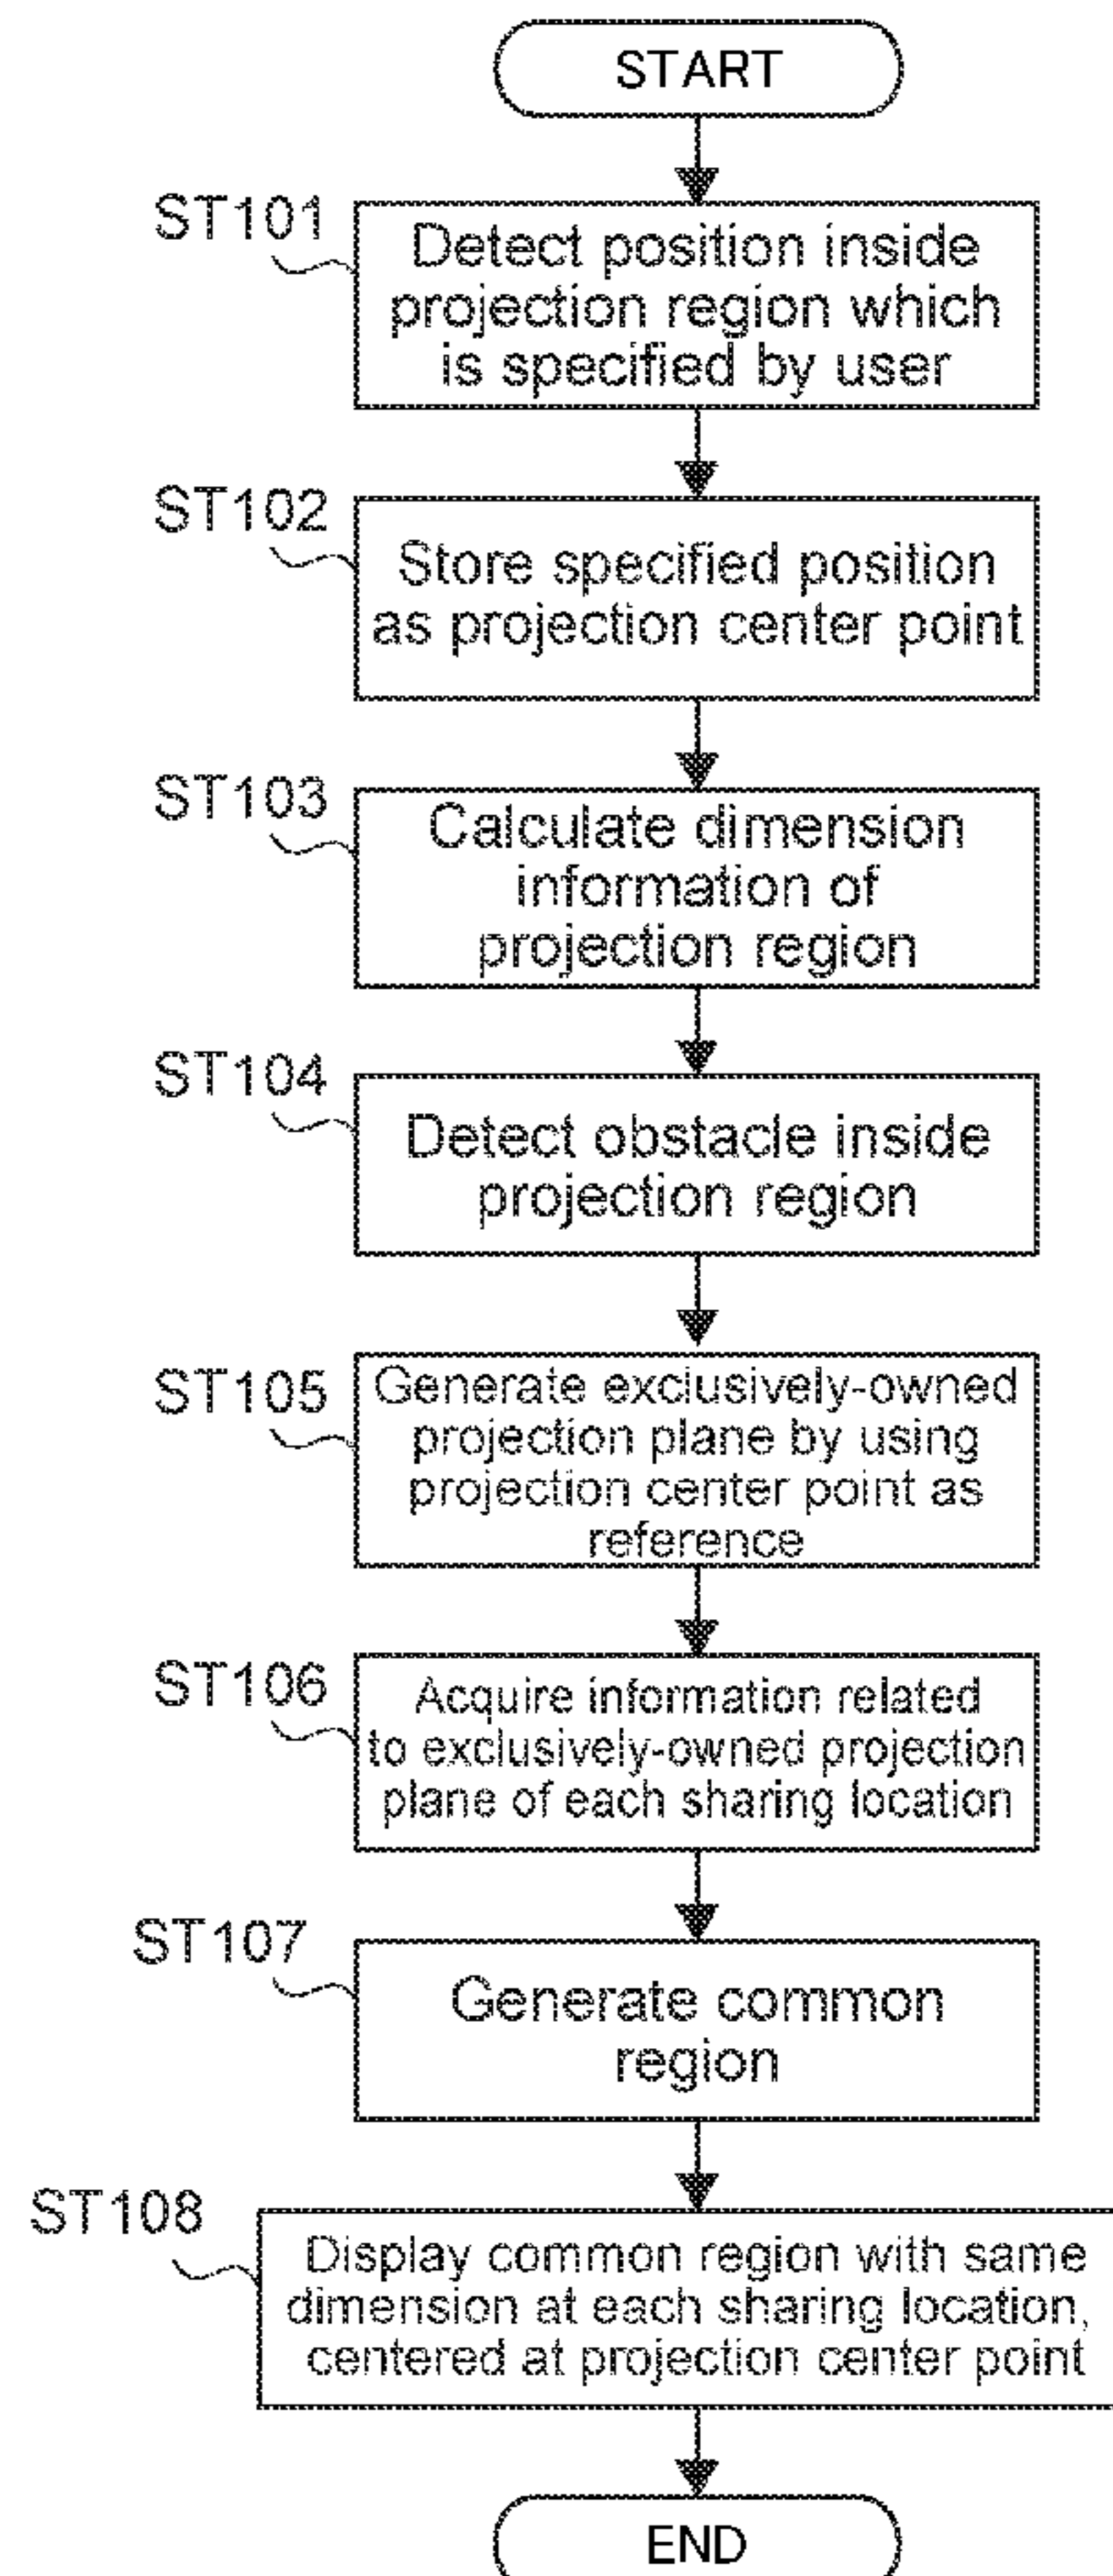 START
ST101
Detect position inside
projection region which
is specified by user
ST102
Store specified position
as projection center point
ST103
Calculate dimension
information of
projection region
ST104
Detect obstacle inside
projection region
ST105
Generate exclusively-owned
projection plane by using
projection center point as
reference
ST106
Acquire information related
to exclusively-owned projection
plane of each sharing location
ST107
Generate common
region
ST108
Display common region with same
dimension at each sharing location,
centered at projection center point
END